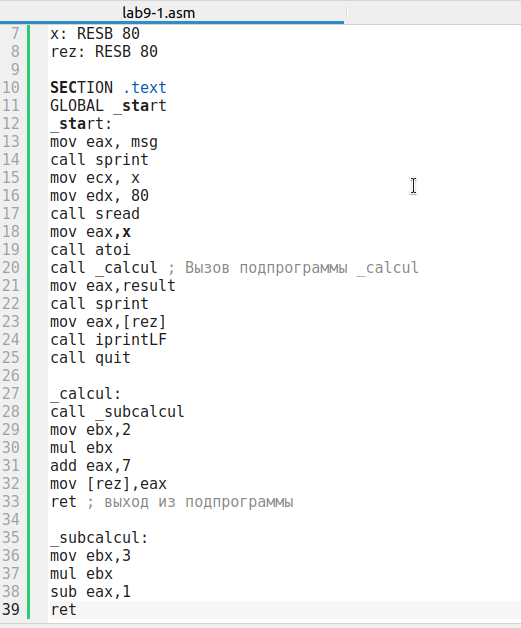 lab9-1.asm
7 x: RESB 80
8 rez: RESB 80
9
10 SECTION .text
11 GLOBAL _start
12 _start:
13 mov eax, msg
14 call sprint
15 mov ecx, x
16 mov edx, 80
17 call sread
18 mov eax,x
19 call atoi
20 call _calcul ; Вызов подпрограммы _calcul
21 mov eax,result
22 call sprint
23 mov eax,[rez]
24 call iprintLF
25 call quit
26
27 _calcul:
28 call _subcalcul
29 mov ebx,2
30 mul ebx
31 add eax,7
32 mov [rez],eax
33 ret ; выход из подпрограммы
34
35 _subcalcul:
36 mov ebx,3
37 mul ebx
38 sub eax,1
39 ret